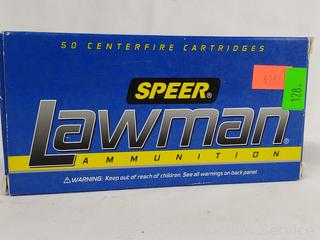 50 CENTERFIRE CARTRIDGES
SPEER®
Lawman®
AMMUNITION
⚠WARNING: Keep out of reach of children. See all warnings on back panel.
128.